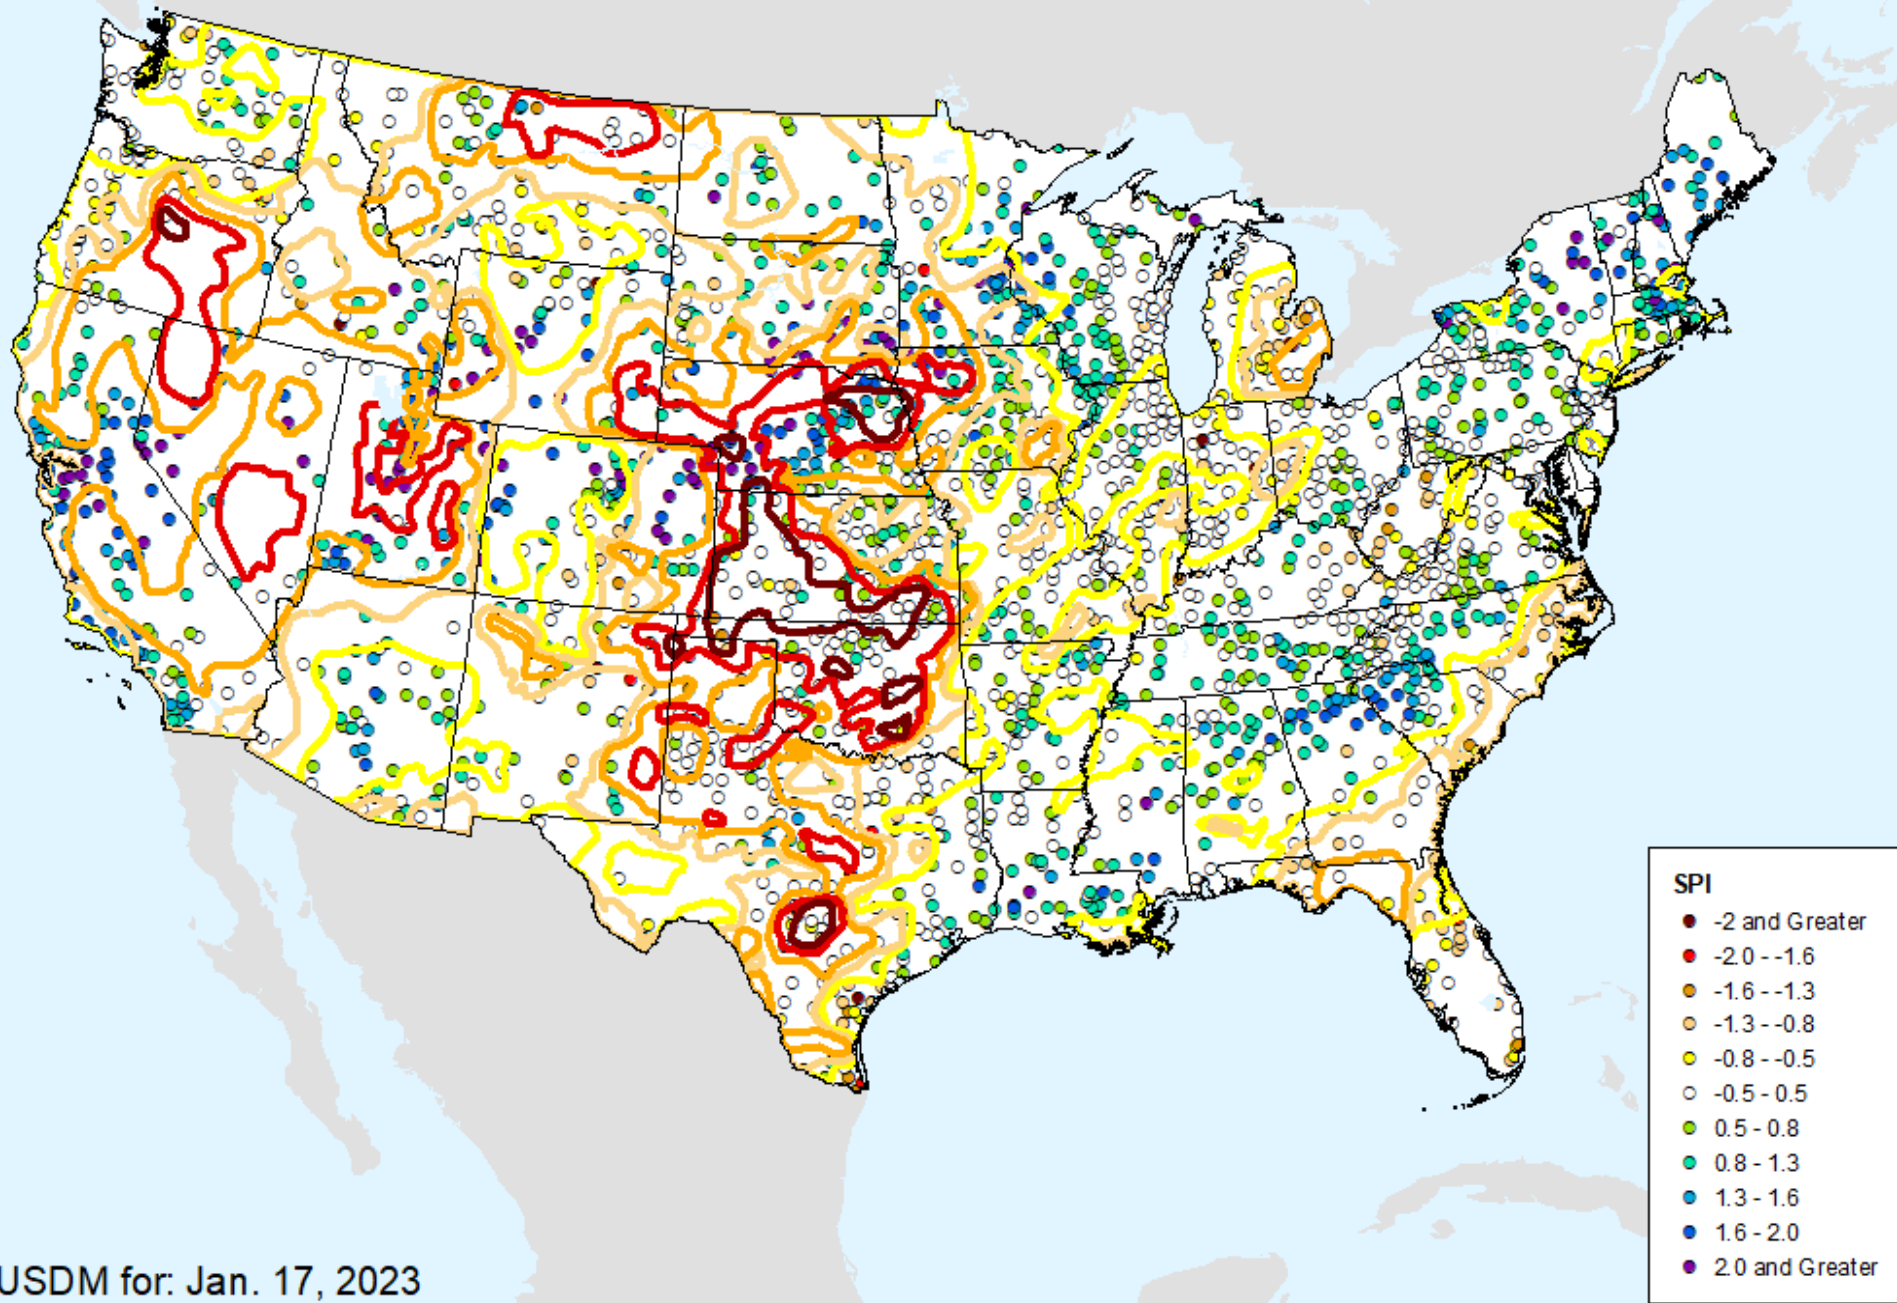 SPI
-2 and Greater
-2.0 - -1.6
-1.6 - -1.3
-1.3 - -0.8
-0.8 - -0.5
-0.5 - 0.5
0.5 - 0.8
0.8 - 1.3
1.3 - 1.6
1.6 - 2.0
2.0 and Greater
USDM for: Jan. 17, 2023